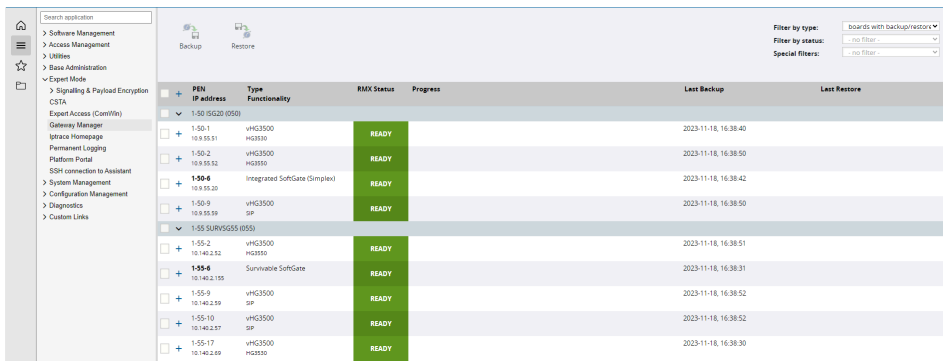 Search application
Software Management
Access Management
Utilities
Base Administration
Expert Mode
Signalling & Payload Encryption
CSTA
Expert Access (ComWin)
Gateway Manager
Iptrace Homepage
Permanent Logging
Platform Portal
SSH connection to Assistant
System Management
Configuration Management
Diagnostics
Custom Links
Backup Restore
Filter by type: boards with backup/restore
Filter by status: - no filter -
Special filters: - no filter -
PEN Type RMX Status Progress Last Backup Last Restore
IP address Functionality
1-50 ISG20 (050)
1-50-1 vHG3500 READY 2023-11-18, 16:38:40
10.9.55.51 HG3530
1-50-2 vHG3500 READY 2023-11-18, 16:38:50
10.9.55.52 HG3550
1-50-6 Integrated SoftGate (Simplex) READY 2023-11-18, 16:38:42
10.9.55.20
1-50-9 vHG3500 READY 2023-11-18, 16:38:50
10.9.55.59 SIP
1-55 SURVSG55 (055)
1-55-2 vHG3500 READY 2023-11-18, 16:38:51
10.140.2.52 HG3550
1-55-6 Survivable SoftGate READY 2023-11-18, 16:38:31
10.140.2.155
1-55-9 vHG3500 READY 2023-11-18, 16:38:52
10.140.2.59 SIP
1-55-10 vHG3500 READY 2023-11-18, 16:38:52
10.140.2.57 SIP
1-55-17 vHG3500 READY 2023-11-18, 16:38:30
10.140.2.69 HG3530